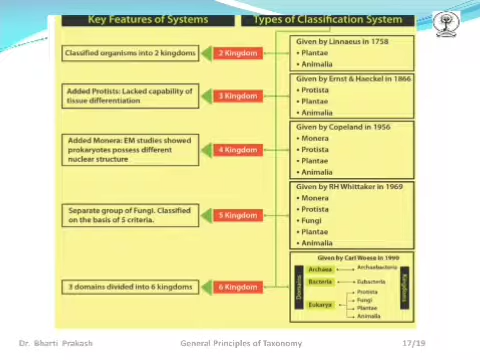 Key Features of Systems
Types of Classification System
Classified organisms into 2 kingdoms
2 Kingdom
Given by Linnaeus in 1758
• Plantae
• Animalia
Added Protists: Lacked capability of
tissue differentiation
3 Kingdom
Given by Ernst & Haeckel in 1866
• Protista
• Plantae
• Animalia
Added Monera: EM studies showed
prokaryotes possess different
nuclear structure
4 Kingdom
Given by Copeland in 1956
• Monera
• Protista
• Plantae
• Animalia
Separate group of Fungi. Classified
on the basis of 5 criteria.
5 Kingdom
Given by RH Whittaker in 1969
• Monera
• Protista
• Fungi
• Plantae
• Animalia
3 domains divided into 6 kingdoms
6 Kingdom
Given by Carl Woese in 1999
Domains
Archaea
Archaebacteria
Bacteria
Eubacteria
Eukarya
Protista
Fungi
Plantae
Animalia
Kingdoms
Dr. Bharti Prakash
General Principles of Taxonomy
17/19